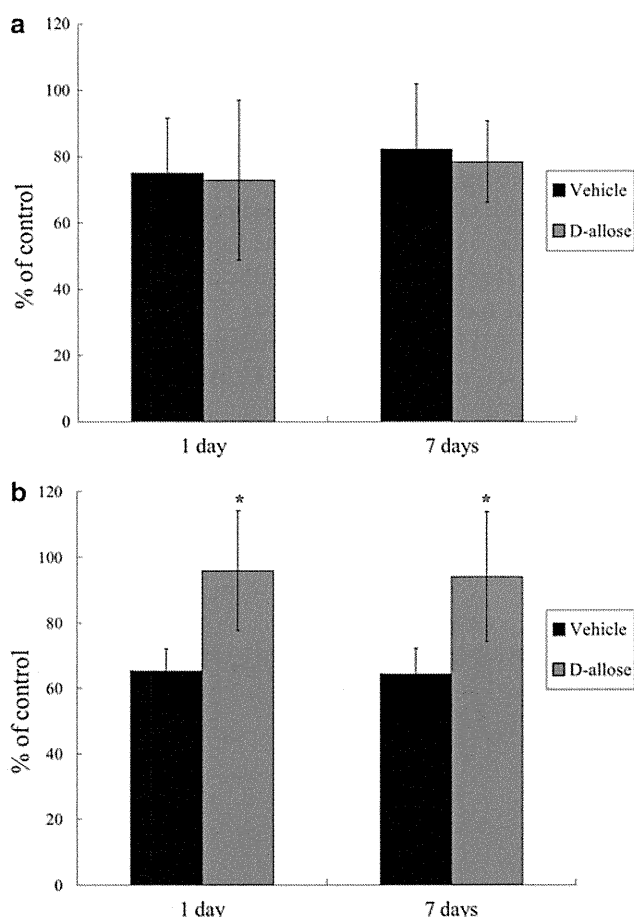 a
120
100
80
60
40
20
0
% of control
1 day
7 days
Vehicle
D-allose
b
120
100
80
60
40
20
0
% of control
*
*
1 day
7 days
Vehicle
D-allose